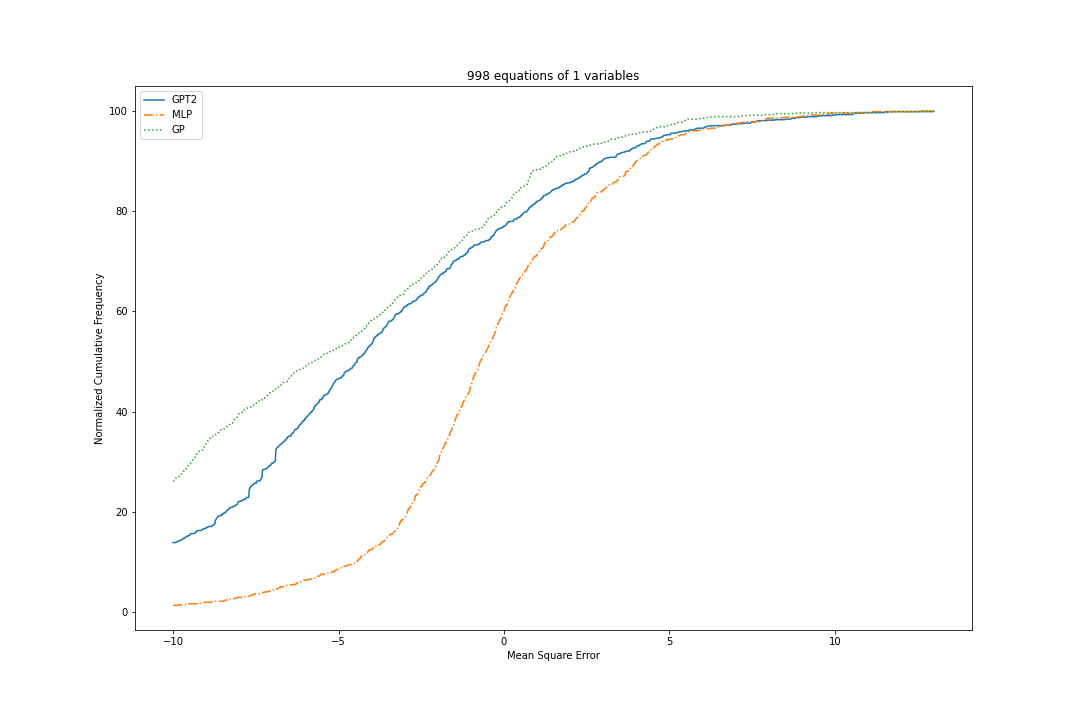 998 equations of 1 variables
GPT2
MLP
GP
100
80
60
40
20
0
Normalized Cumulative Frequency
−10
−5
0
5
10
Mean Square Error